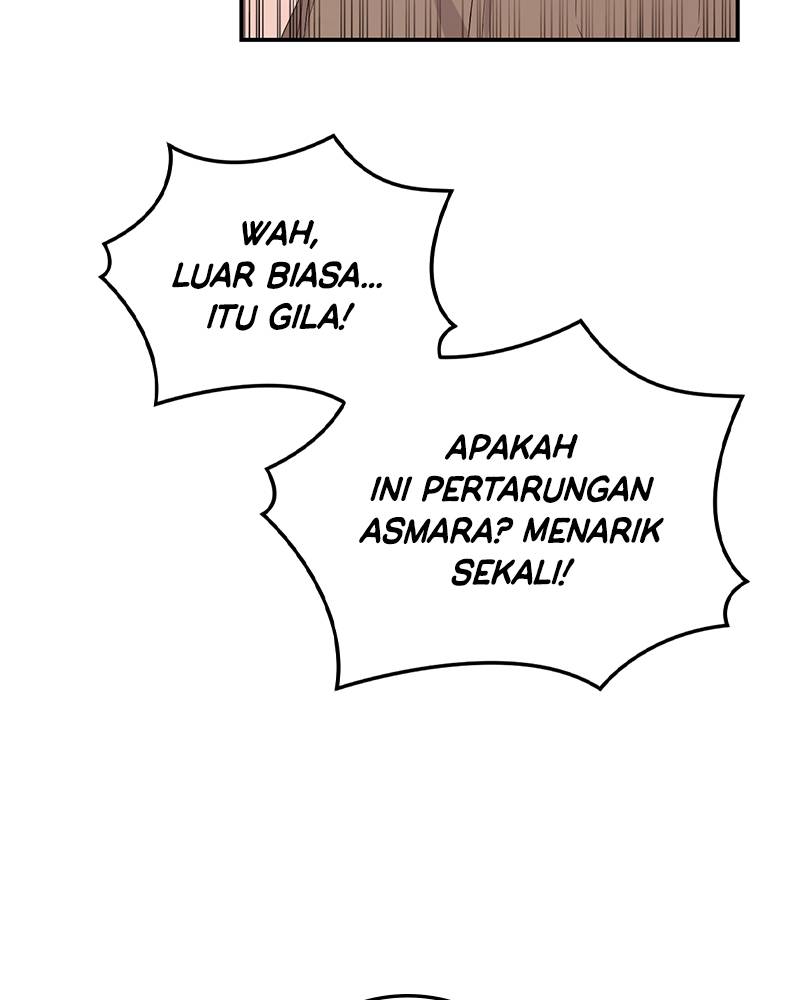 WAH,
LUAR BIASA...
ITU GILA!
APAKAH
INI PERTARUNGAN
ASMARA? MENARIK
SEKALI!